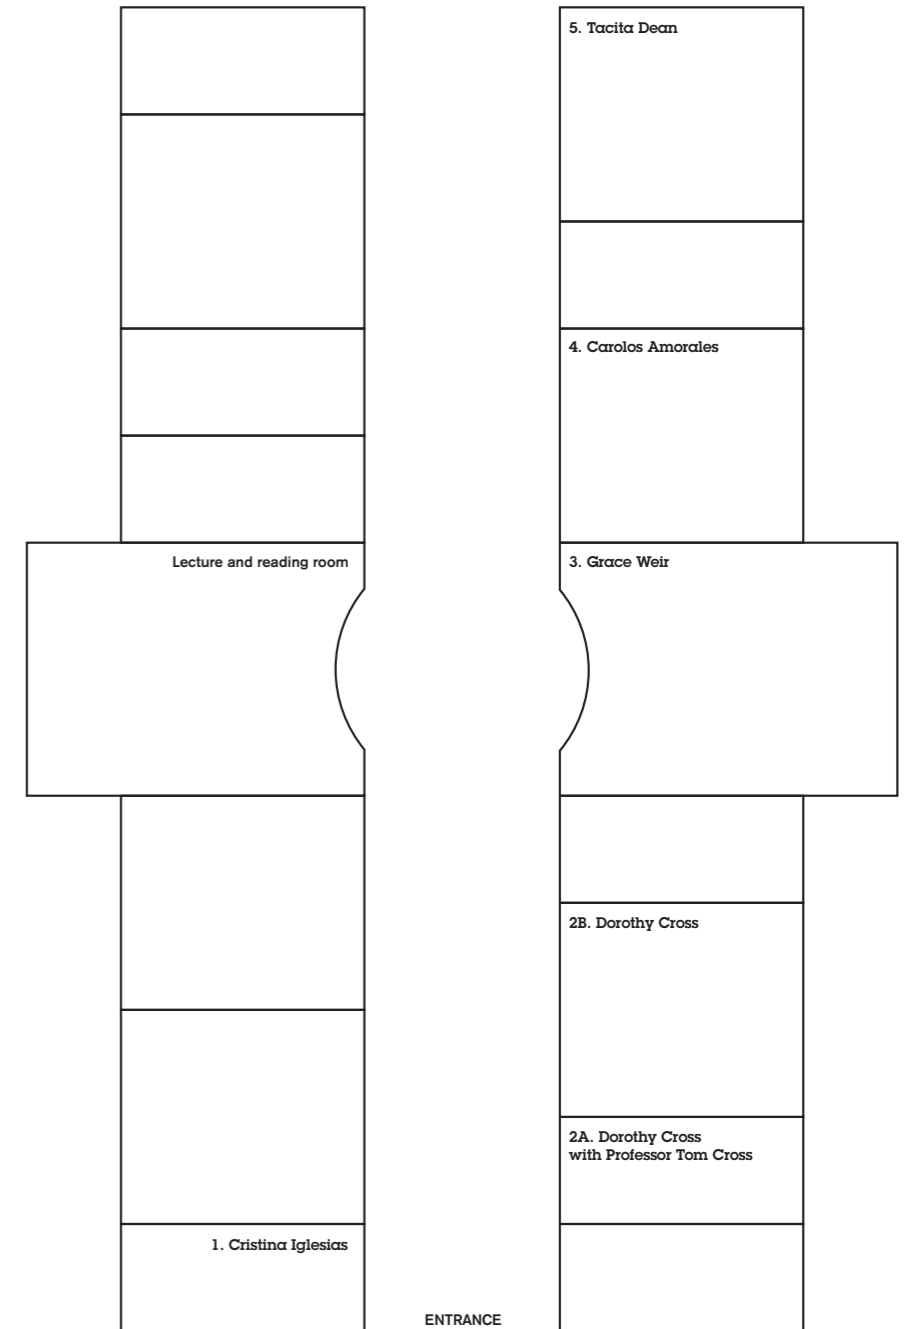 5. Tacita Dean
4. Carolos Amorales
Lecture and reading room
3. Grace Weir
2B. Dorothy Cross
2A. Dorothy Cross
with Professor Tom Cross
1. Cristina Iglesias
ENTRANCE